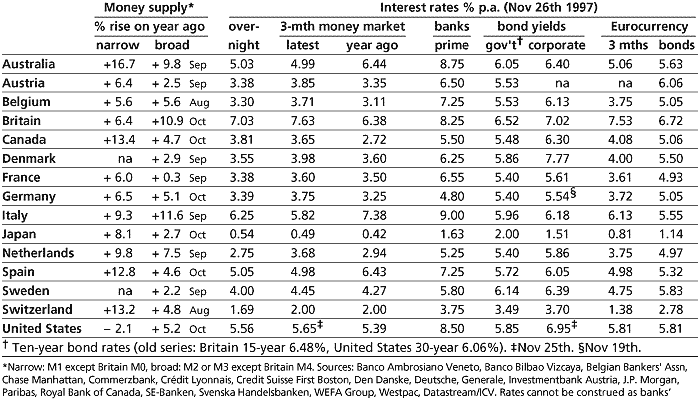 Money supply* Interest rates % p.a. (Nov 26th 1997)
% rise on year ago over- 3-mth money market banks bond yields Eurocurrency
narrow broad night latest year ago prime gov't† corporate 3 mths bonds
Australia +16.7 + 9.8 Sep 5.03 4.99 6.44 8.75 6.05 6.40 5.06 5.63
Austria + 6.4 + 2.5 Sep 3.38 3.85 3.35 6.50 5.53 na na 6.06
Belgium + 5.6 + 5.6 Aug 3.30 3.71 3.11 7.25 5.53 6.13 3.75 5.05
Britain + 6.4 +10.9 Oct 7.03 7.63 6.38 8.25 6.52 7.02 7.53 6.72
Canada +13.4 + 4.7 Oct 3.81 3.65 2.72 5.50 5.48 6.30 4.08 5.06
Denmark na + 2.9 Sep 3.55 3.98 3.60 6.25 5.86 7.77 4.00 5.50
France + 6.0 + 0.3 Sep 3.38 3.60 3.50 6.55 5.40 5.61 3.61 4.93
Germany + 6.5 + 5.1 Oct 3.39 3.75 3.25 4.80 5.40 5.54§ 3.72 5.05
Italy + 9.3 +11.6 Sep 6.25 5.82 7.38 9.00 5.96 6.18 6.13 5.55
Japan + 8.1 + 2.7 Oct 0.54 0.49 0.42 1.63 2.00 1.51 0.81 1.14
Netherlands + 9.8 + 7.5 Sep 2.75 3.68 2.94 5.25 5.40 5.86 3.75 4.97
Spain +12.8 + 4.6 Oct 5.05 4.98 6.43 7.25 5.72 6.05 4.98 5.32
Sweden na + 2.2 Sep 4.00 4.45 4.27 5.80 6.14 6.39 4.75 5.83
Switzerland +13.2 + 4.8 Aug 1.69 2.00 2.00 3.75 3.49 3.70 1.38 2.78
United States – 2.1 + 5.2 Oct 5.56 5.65‡ 5.39 8.50 5.85 6.95‡ 5.81 5.81
† Ten-year bond rates (old series: Britain 15-year 6.48%, United States 30-year 6.06%). ‡Nov 25th. §Nov 19th.
*Narrow: M1 except Britain M0, broad: M2 or M3 except Britain M4. Sources: Banco Ambrosiano Veneto, Banco Bilbao Vizcaya, Belgian Bankers' Assn,
Chase Manhattan, Commerzbank, Crédit Lyonnais, Credit Suisse First Boston, Den Danske, Deutsche, Generale, Investmentbank Austria, J.P. Morgan,
Paribas, Royal Bank of Canada, SE-Banken, Svenska Handelsbanken, WEFA Group, Westpac, Datastream/ICV. Rates cannot be construed as banks'